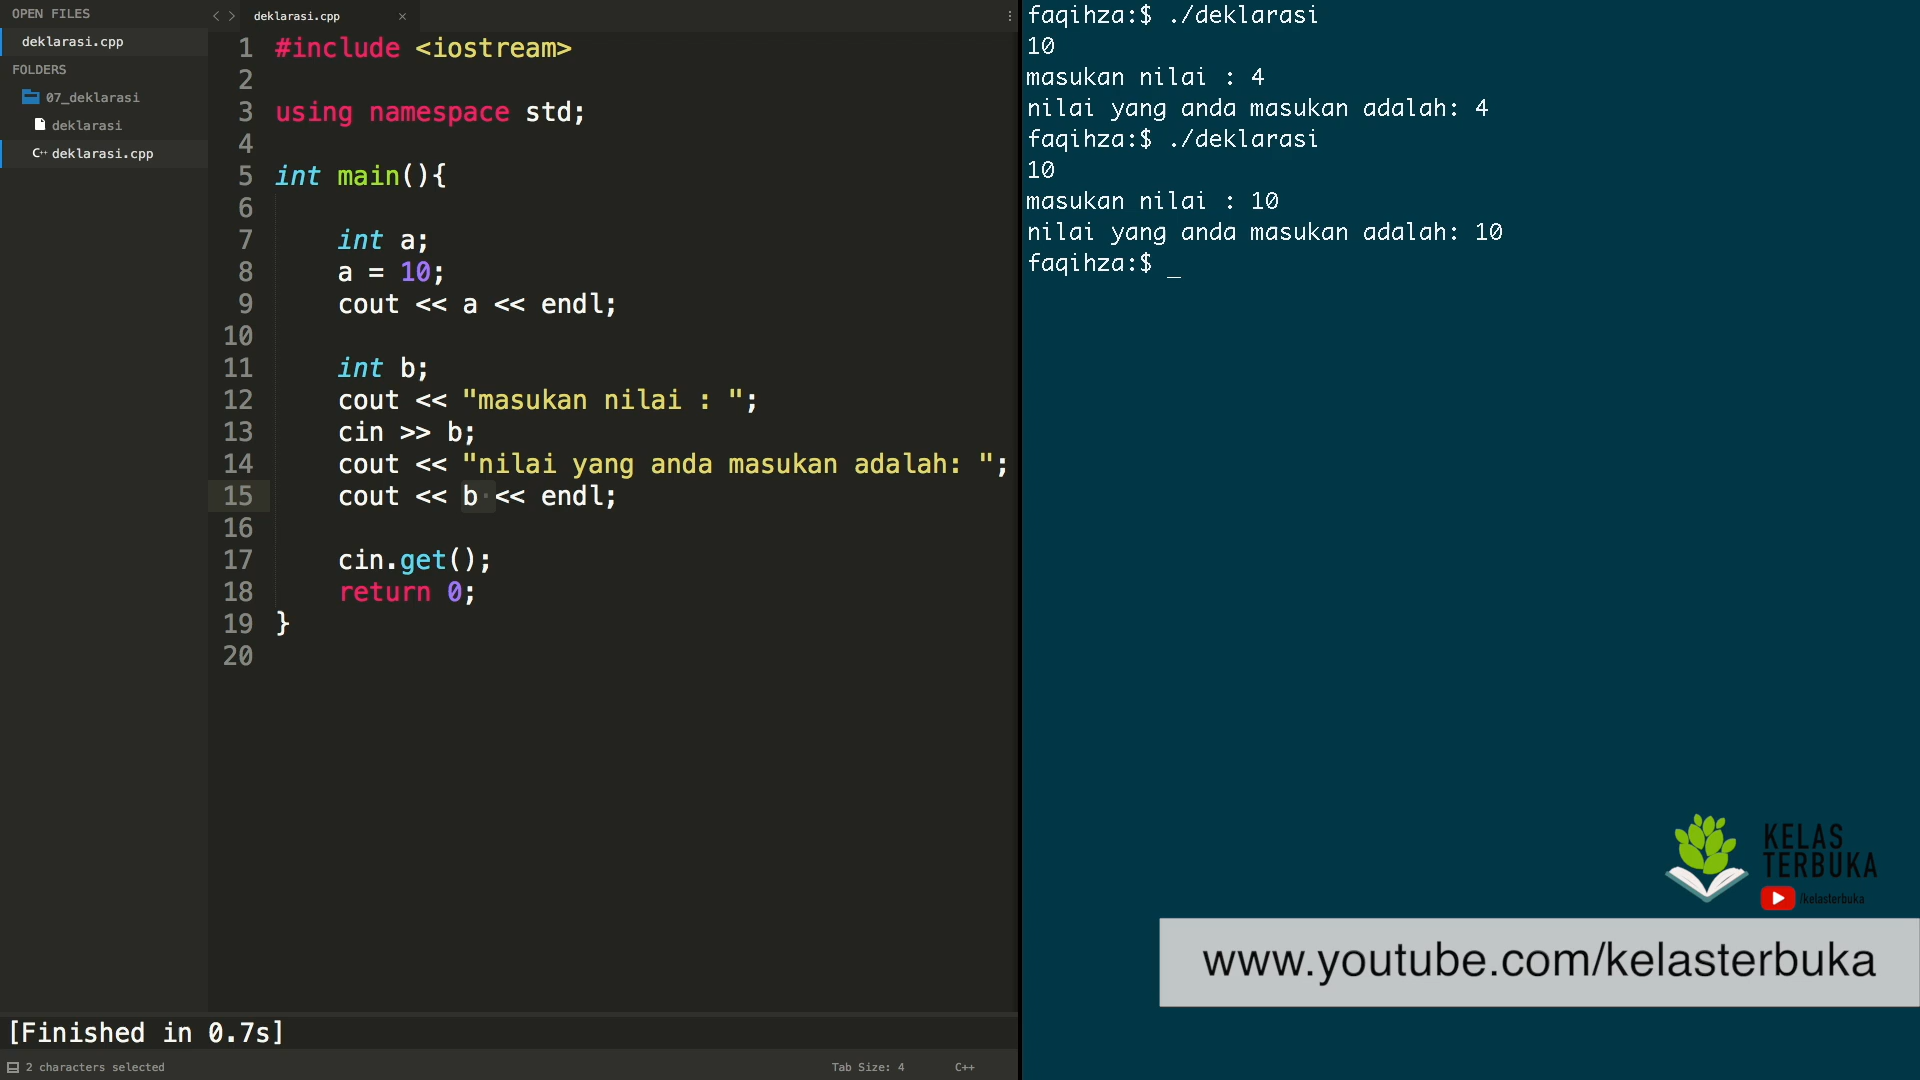 OPEN FILES
deklarasi.cpp
FOLDERS
07_deklarasi
deklarasi
C++ deklarasi.cpp
deklarasi.cpp
1 #include <iostream>
2
3 using namespace std;
4
5 int main(){
6
7 int a;
8 a = 10;
9 cout << a << endl;
10
11 int b;
12 cout << "masukan nilai : ";
13 cin >> b;
14 cout << "nilai yang anda masukan adalah: ";
15 cout << b << endl;
16
17 cin.get();
18 return 0;
19 }
20
[Finished in 0.7s]
2 characters selected
Tab Size: 4
C++
faqihza:$ ./deklarasi
10
masukan nilai : 4
nilai yang anda masukan adalah: 4
faqihza:$ ./deklarasi
10
masukan nilai : 10
nilai yang anda masukan adalah: 10
faqihza:$ _
KELAS
TERBUKA
/kelasterbuka
www.youtube.com/kelasterbuka